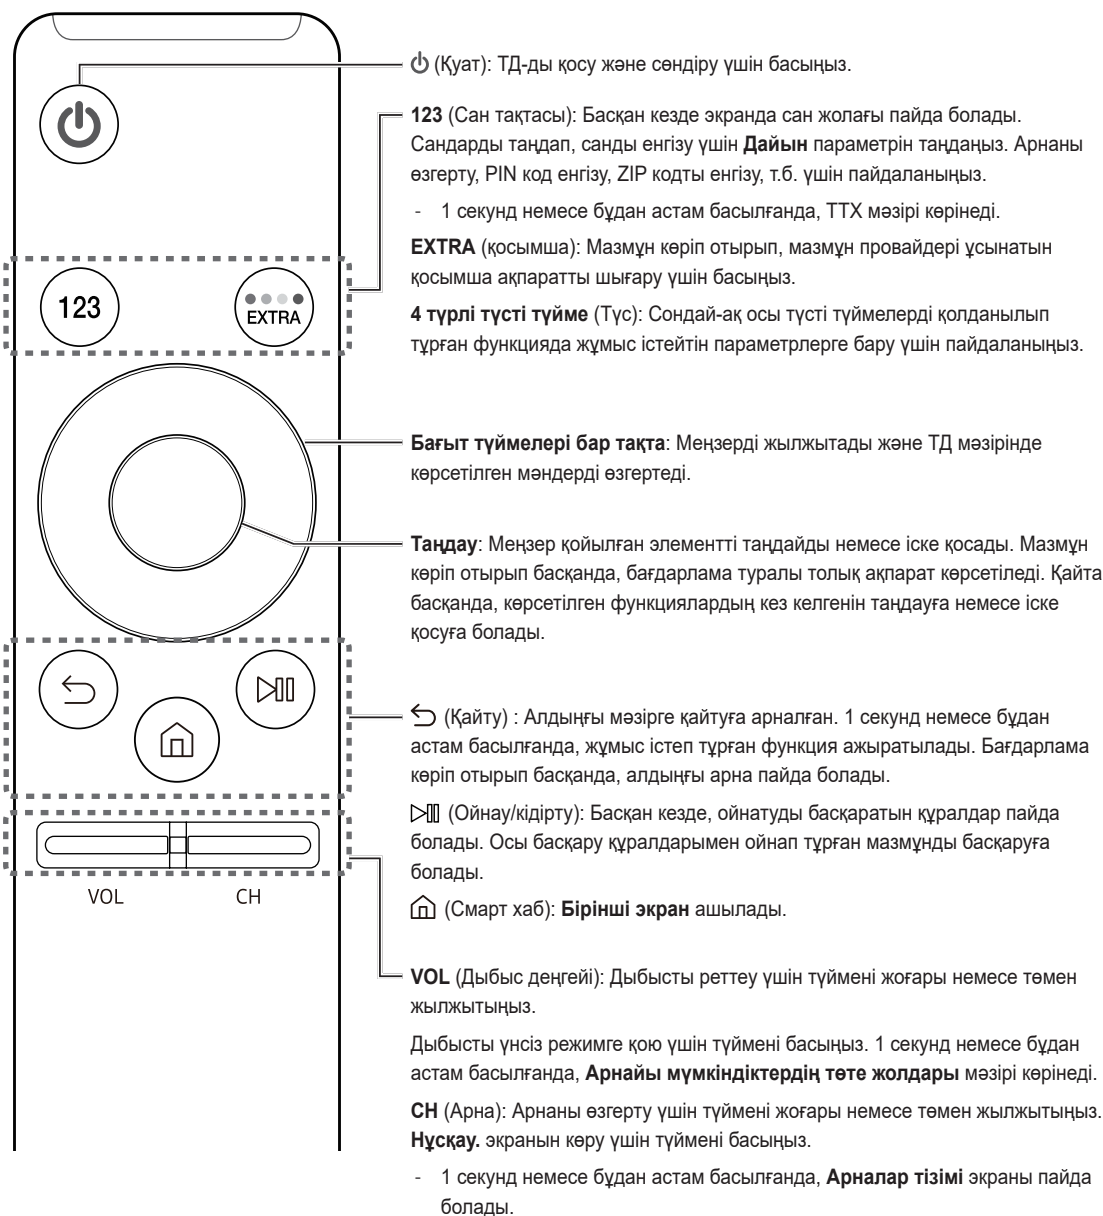 (Қуат): ТД-ды қосу және сөндіру үшін басыңыз.
123 (Сан тақтасы): Басқан кезде экранда сан жолағы пайда болады.
Сандарды таңдап, санды енгізу үшін Дайын параметрін таңдаңыз. Арнаны
өзгерту, PIN код енгізу, ZIP кодты енгізу, т.б. үшін пайдаланыңыз.
- 1 секунд немесе бұдан астам басылғанда, TTX мәзірі көрінеді.
EXTRA (қосымша): Мазмұн көріп отырып, мазмұн провайдері ұсынатын
қосымша ақпаратты шығару үшін басыңыз.
4 түрлі түсті түйме (Түс): Сондай-ақ осы түсті түймелерді қолданылып
тұрған функцияда жұмыс істейтін параметрлерге бару үшін пайдаланыңыз.
123
EXTRA
Бағыт түймелері бар тақта: Меңзерді жылжытады және ТД мәзірінде
көрсетілген мәндерді өзгертеді.
Таңдау: Меңзер қойылған элементті таңдайды немесе іске қосады. Мазмұн
көріп отырып басқанда, бағдарлама туралы толық ақпарат көрсетіледі. Қайта
басқанда, көрсетілген функциялардың кез келгенін таңдауға немесе іске
қосуға болады.
(Қайту) : Алдыңғы мәзірге қайтуға арналған. 1 секунд немесе бұдан
астам басылғанда, жұмыс істеп тұрған функция ажыратылады. Бағдарлама
көріп отырып басқанда, алдыңғы арна пайда болады.
(Ойнау/кідірту): Басқан кезде, ойнатуды басқаратын құралдар пайда
болады. Осы басқару құралдарымен ойнап тұрған мазмұнды басқаруға
болады.
(Смарт хаб): Бірінші экран ашылады.
VOL
CH
VOL (Дыбыс деңгейі): Дыбысты реттеу үшін түймені жоғары немесе төмен
жылжытыңыз.
Дыбысты үнсіз режимге қою үшін түймені басыңыз. 1 секунд немесе бұдан
астам басылғанда, Арнайы мүмкіндіктердің төте жолдары мәзірі көрінеді.
CH (Арна): Арнаны өзгерту үшін түймені жоғары немесе төмен жылжытыңыз.
Нұсқау. экранын көру үшін түймені басыңыз.
- 1 секунд немесе бұдан астам басылғанда, Арналар тізімі экраны пайда
болады.